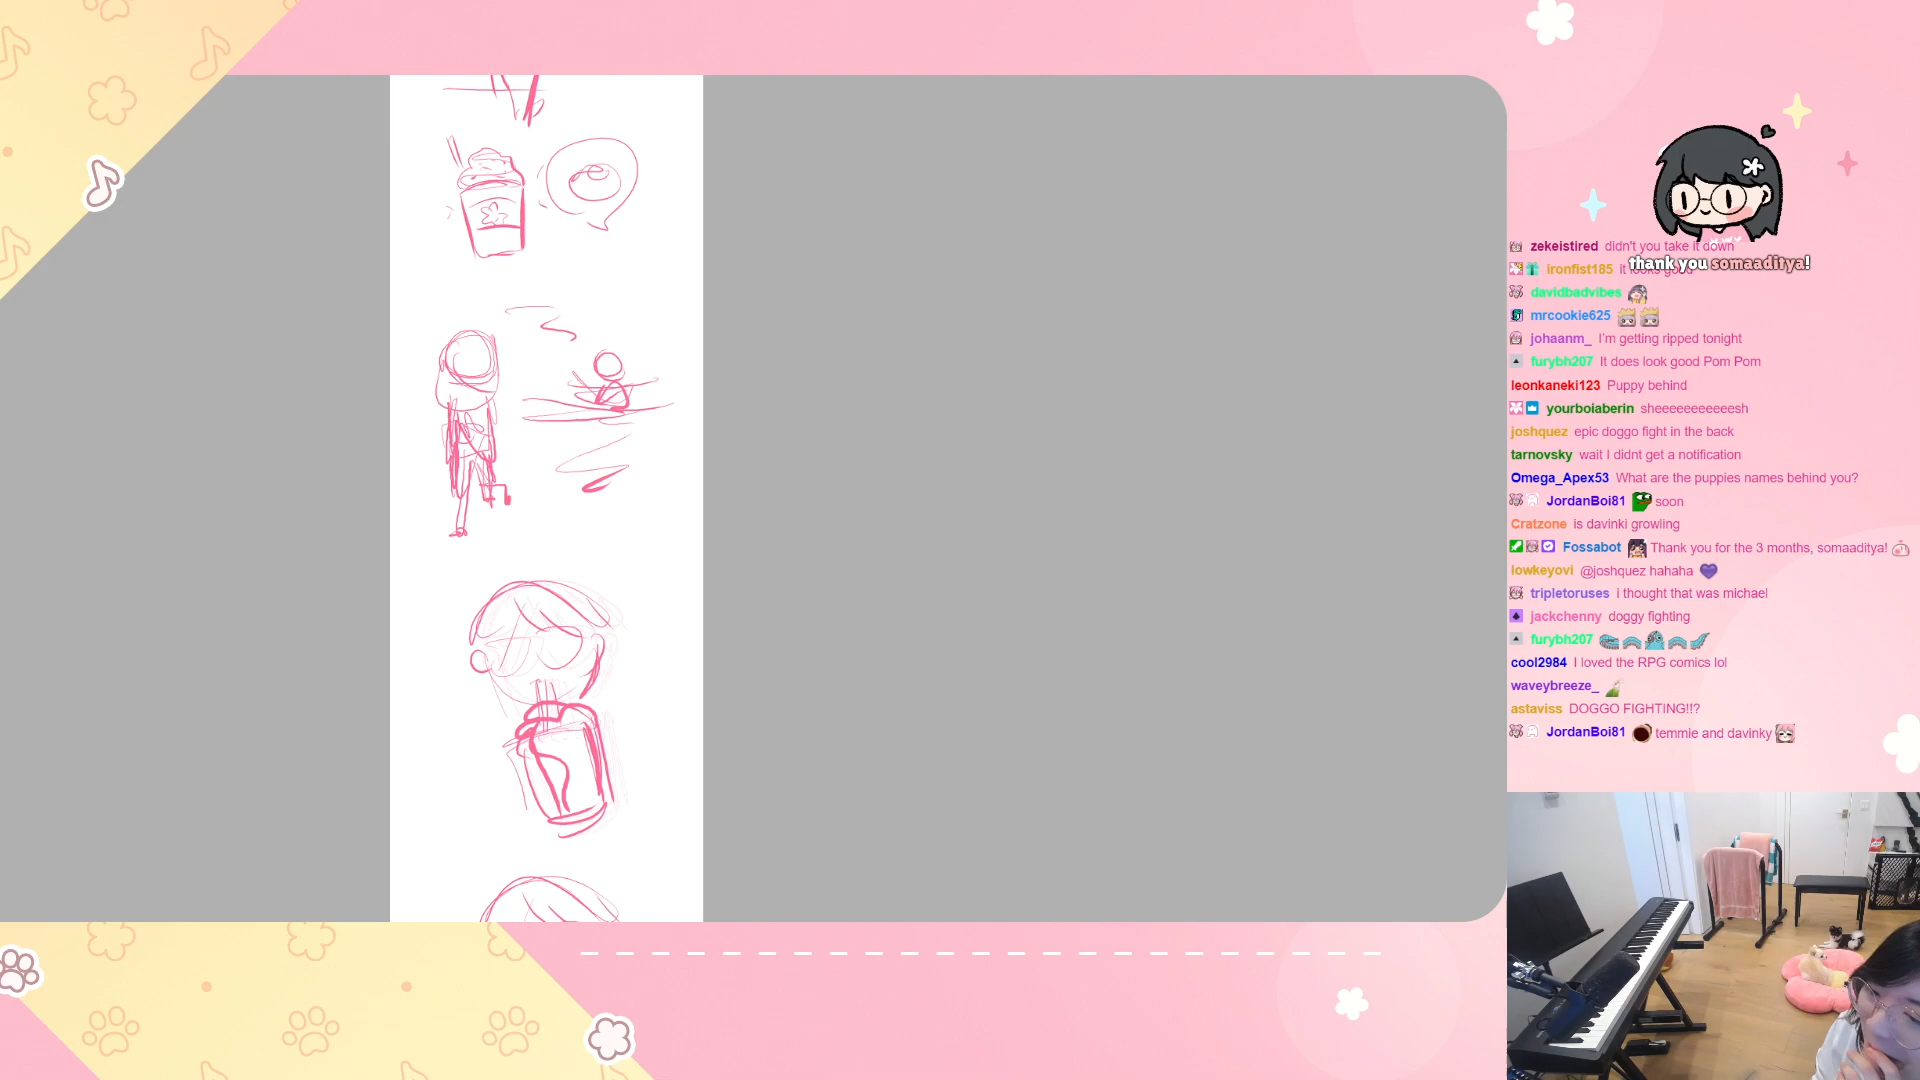 zekeistired didn't you take it down
thank you somaaditya!
ironfist185 it looks good
davidbadvibes
mrcookie625
johaanm_ I'm getting ripped tonight
furybh207 It does look good Pom Pom
leonkaneki123 Puppy behind
yourboiaberin sheeeeeeeeeeesh
joshquez epic doggo fight in the back
tarnovsky wait I didnt get a notification
Omega_Apex53 What are the puppies names behind you?
JordanBoi81 soon
Cratzone is davinki growling
Fossabot Thank you for the 3 months, somaaditya!
lowkeyovi @joshquez hahaha
tripletoruses i thought that was michael
jackchenny doggy fighting
furybh207
cool2984 I loved the RPG comics lol
waveybreeze_
astaviss DOGGO FIGHTING!!?
JordanBoi81 temmie and davinky